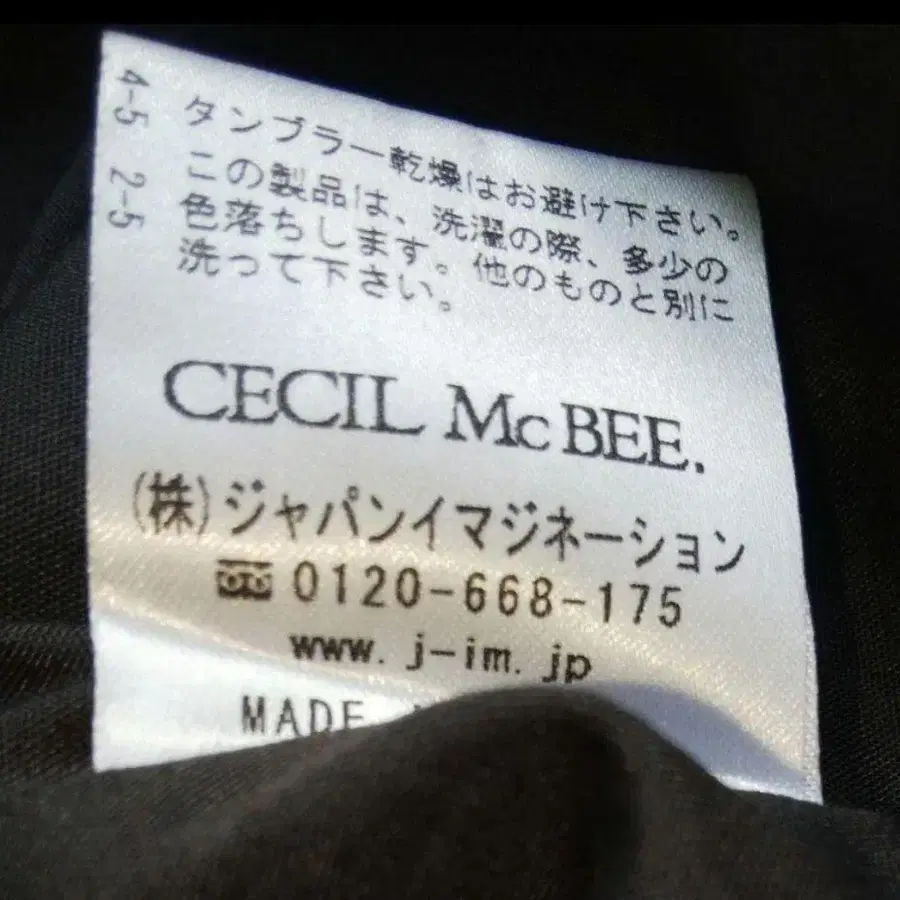 タンブラー乾燥はお避け下さい。
この製品は、洗濯の際、多少の
色落ちします。他のものと別に
洗って下さい。
4-5 2-5
CECIL McBEE.
(株)ジャパンイマジネーション
0120-668-175
www.j-im.jp
MADE